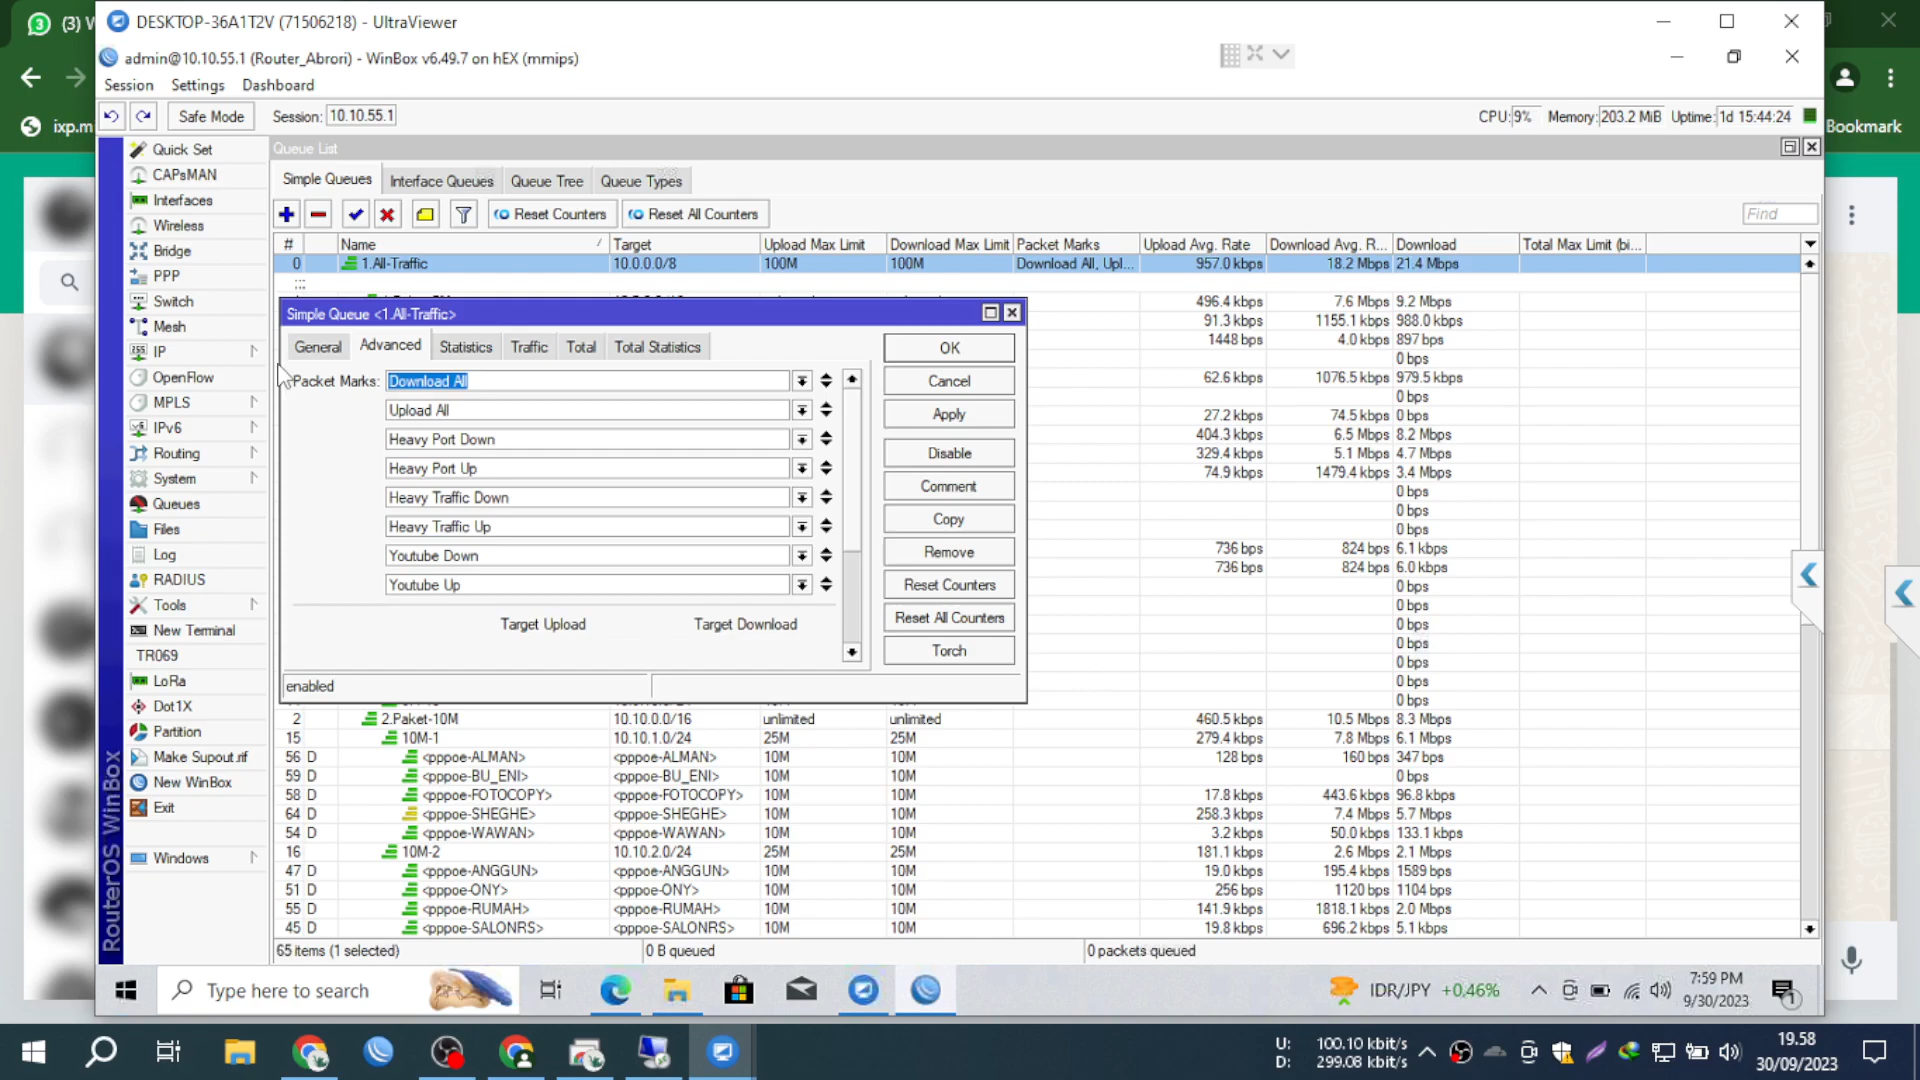 (3) W
DESKTOP-36A1T2V (71506218) - UltraViewer
admin@10.10.55.1 (Router_Abrori) - WinBox v6.49.7 on hEX (mmips)
Session Settings Dashboard
Safe Mode Session: 10.10.55.1 CPU: 9% Memory: 203.2 MiB Uptime: 1d 15:44:24
ixp.m
Bookmark
Quick Set
CAPsMAN
Interfaces
Wireless
Bridge
PPP
Switch
Mesh
IP
OpenFlow
MPLS
IPv6
Routing
System
Queues
Files
Log
RADIUS
Tools
New Terminal
TR069
LoRa
Dot1X
Partition
Make Supout.rif
New WinBox
Exit
Windows
RouterOS WinBox
Queue List
Simple Queues Interface Queues Queue Tree Queue Types
Reset Counters Reset All Counters Find
# Name Target Upload Max Limit Download Max Limit Packet Marks Upload Avg. Rate Download Avg. R... Download Total Max Limit (bi...
0 1.All-Traffic 10.0.0.0/8 100M 100M Download All, Upl... 957.0 kbps 18.2 Mbps 21.4 Mbps
:::
496.4 kbps 7.6 Mbps 9.2 Mbps
91.3 kbps 1155.1 kbps 988.0 kbps
1448 bps 4.0 kbps 897 bps
0 bps
62.6 kbps 1076.5 kbps 979.5 kbps
0 bps
27.2 kbps 74.5 kbps 0 bps
404.3 kbps 6.5 Mbps 8.2 Mbps
329.4 kbps 5.1 Mbps 4.7 Mbps
74.9 kbps 1479.4 kbps 3.4 Mbps
0 bps
0 bps
0 bps
736 bps 824 bps 6.1 kbps
736 bps 824 bps 6.0 kbps
0 bps
0 bps
0 bps
0 bps
0 bps
0 bps
0 bps
Simple Queue <1.All-Traffic>
General Advanced Statistics Traffic Total Total Statistics
Packet Marks: Download All
Upload All
Heavy Port Down
Heavy Port Up
Heavy Traffic Down
Heavy Traffic Up
Youtube Down
Youtube Up
Target Upload Target Download
enabled
OK
Cancel
Apply
Disable
Comment
Copy
Remove
Reset Counters
Reset All Counters
Torch
2 2.Paket-10M 10.10.0.0/16 unlimited unlimited 460.5 kbps 10.5 Mbps 8.3 Mbps
15 10M-1 10.10.1.0/24 25M 25M 279.4 kbps 7.8 Mbps 6.1 Mbps
56 D <pppoe-ALMAN> <pppoe-ALMAN> 10M 10M 128 bps 160 bps 347 bps
59 D <pppoe-BU_ENI> <pppoe-BU_ENI> 10M 10M 0 bps
58 D <pppoe-FOTOCOPY> <pppoe-FOTOCOPY> 10M 10M 17.8 kbps 443.6 kbps 96.8 kbps
64 D <pppoe-SHEGHE> <pppoe-SHEGHE> 10M 10M 258.3 kbps 7.4 Mbps 5.7 Mbps
54 D <pppoe-WAWAN> <pppoe-WAWAN> 10M 10M 3.2 kbps 50.0 kbps 133.1 kbps
16 10M-2 10.10.2.0/24 25M 25M 181.1 kbps 2.6 Mbps 2.1 Mbps
47 D <pppoe-ANGGUN> <pppoe-ANGGUN> 10M 10M 19.0 kbps 195.4 kbps 1589 bps
51 D <pppoe-ONY> <pppoe-ONY> 10M 10M 256 bps 1120 bps 1104 bps
55 D <pppoe-RUMAH> <pppoe-RUMAH> 10M 10M 141.9 kbps 1818.1 kbps 2.0 Mbps
45 D <pppoe-SALONRS> <pppoe-SALONRS> 10M 10M 19.8 kbps 696.2 kbps 5.1 kbps
65 items (1 selected) 0 B queued 0 packets queued
Type here to search IDR/JPY +0.46% 7:59 PM
9/30/2023
1
U: 100.10 kbit/s
D: 299.08 kbit/s
19.58
30/09/2023